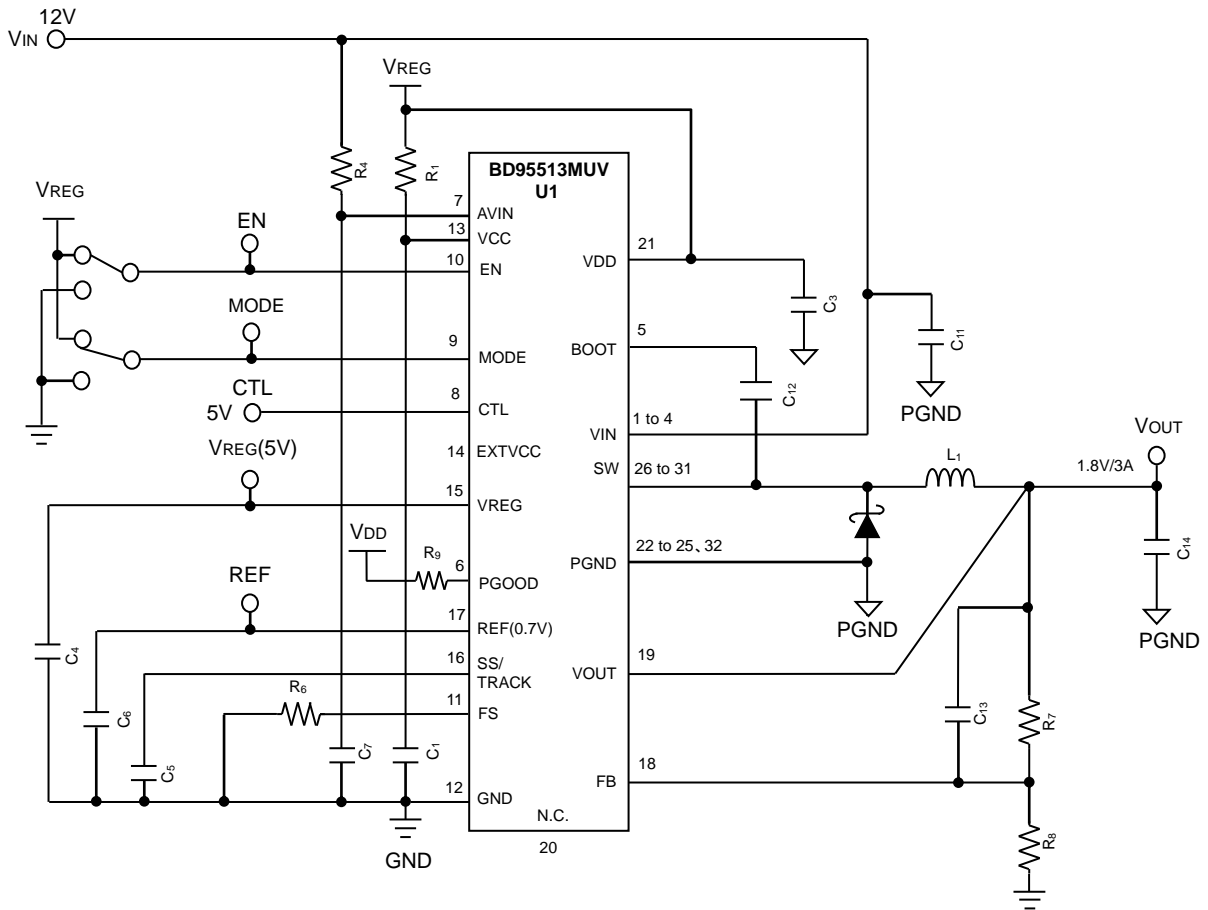 12V
VIN
VREG
R4
R1
BD95513MUV
U1
VREG
EN
MODE
CTL
5V
VREG(5V)
VDD
R9
REF
R6
C4
C6
C5
C7
C1
GND
7
AVIN
13
VCC
10
EN
9
MODE
8
CTL
14
EXTVCC
15
VREG
6
PGOOD
17
REF(0.7V)
16
SS/
TRACK
11
FS
12
GND
N.C.
20
21
VDD
C3
5
BOOT
C12
C11
PGND
1 to 4
VIN
26 to 31
SW
L1
1.8V/3A
VOUT
22 to 25、32
PGND
PGND
C14
PGND
19
VOUT
C13
R7
18
FB
R8